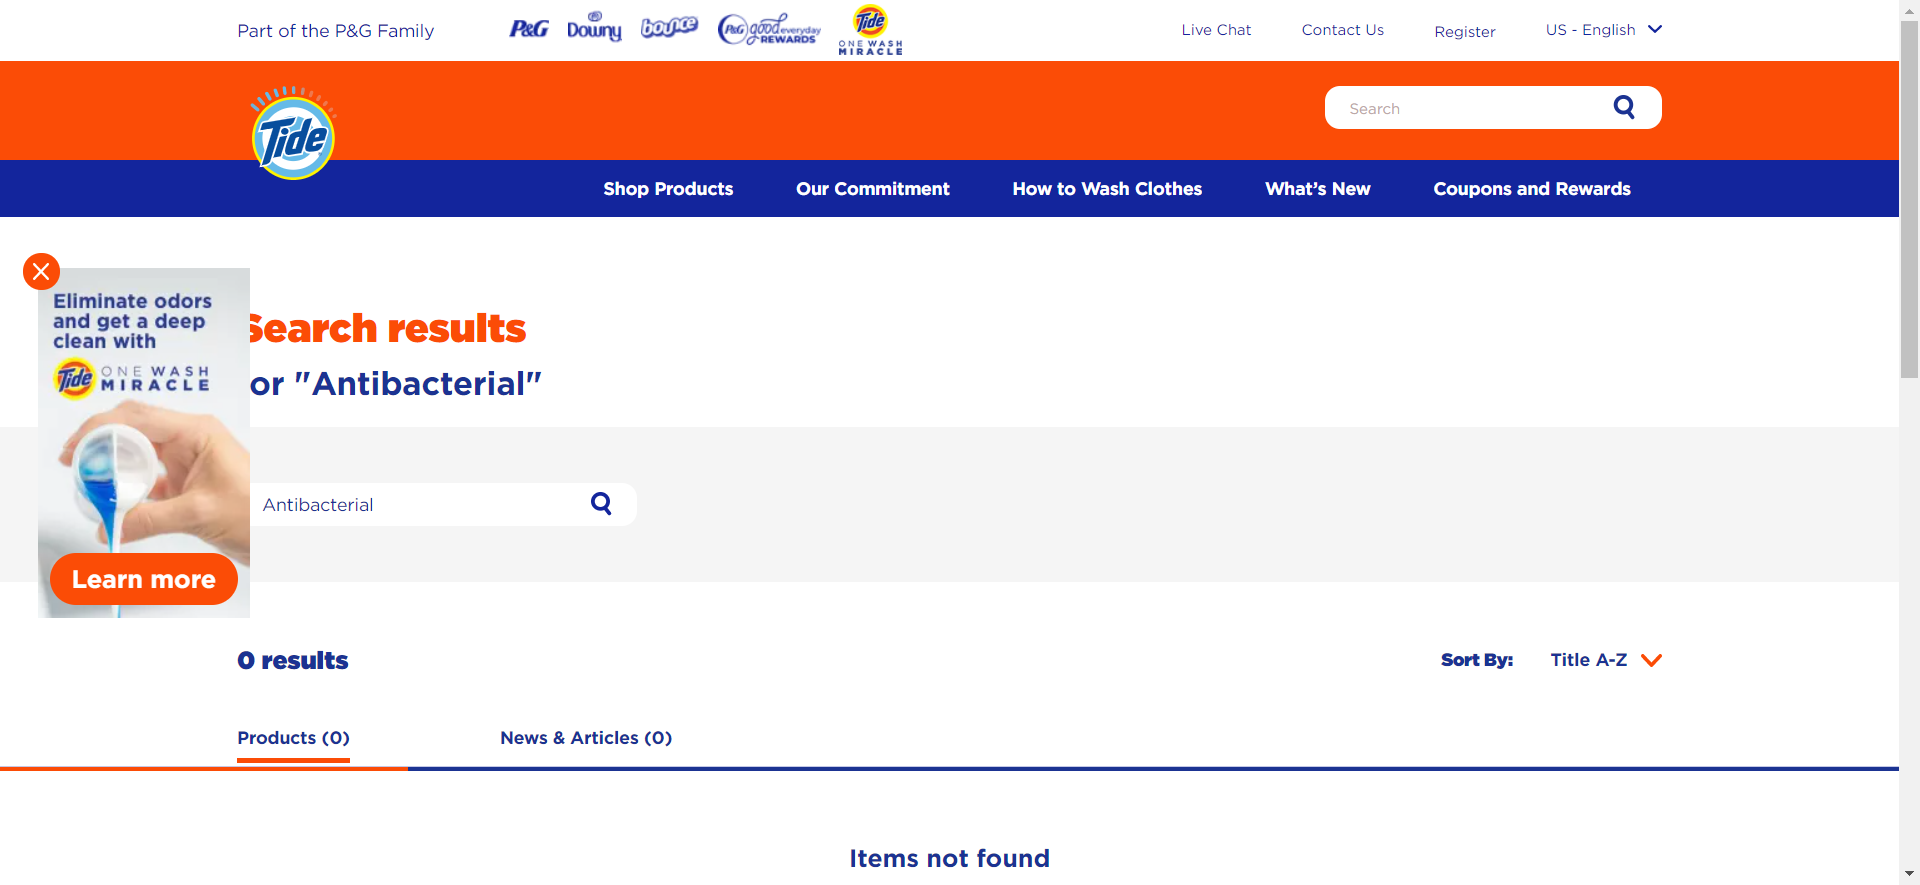 Part of the P&G Family
P&G
Downy
bounce
P&G good everyday REWARDS
Tide
ONE WASH
MIRACLE
Live Chat
Contact Us
Register
US - English
Tide
Search
Shop Products
Our Commitment
How to Wash Clothes
What's New
Coupons and Rewards
Eliminate odors
and get a deep
clean with
Tide ONE WASH
MIRACLE
Learn more
Search results
or "Antibacterial"
Antibacterial
0 results
Sort By:
Title A-Z
Products (0)
News & Articles (0)
Items not found